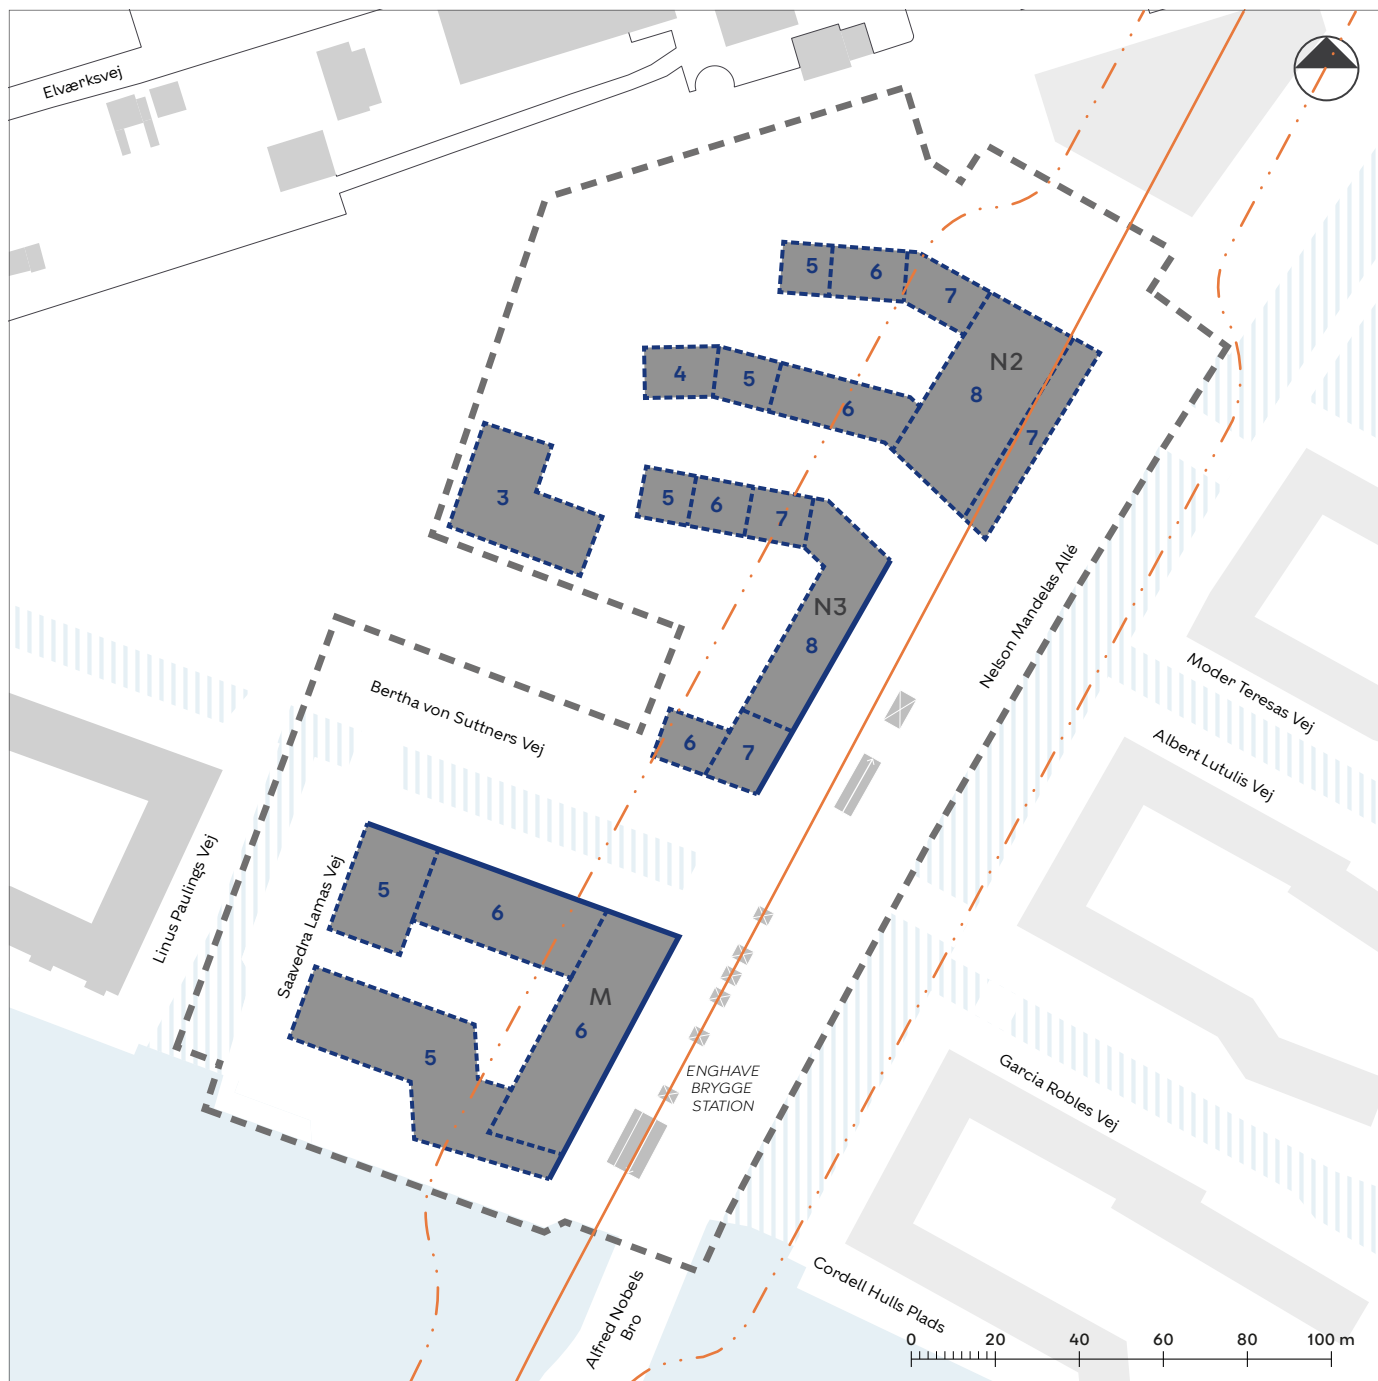 Elværksvej
5
6
7
N2
4
5
6
8
7
3
5
6
7
N3
8
6
7
Nelson Mandelas Allé
Moder Teresas Vej
Albert Lutulis Vej
Bertha von Suttners Vej
Linus Paulings Vej
Saavedra Lamas Vej
5
6
M
6
5
ENGHAVE
BRYGGE
STATION
Garcia Robles Vej
Cordell Hulls Plads
Alfred Nobels
Bro
0 20 40 60 80 100 m